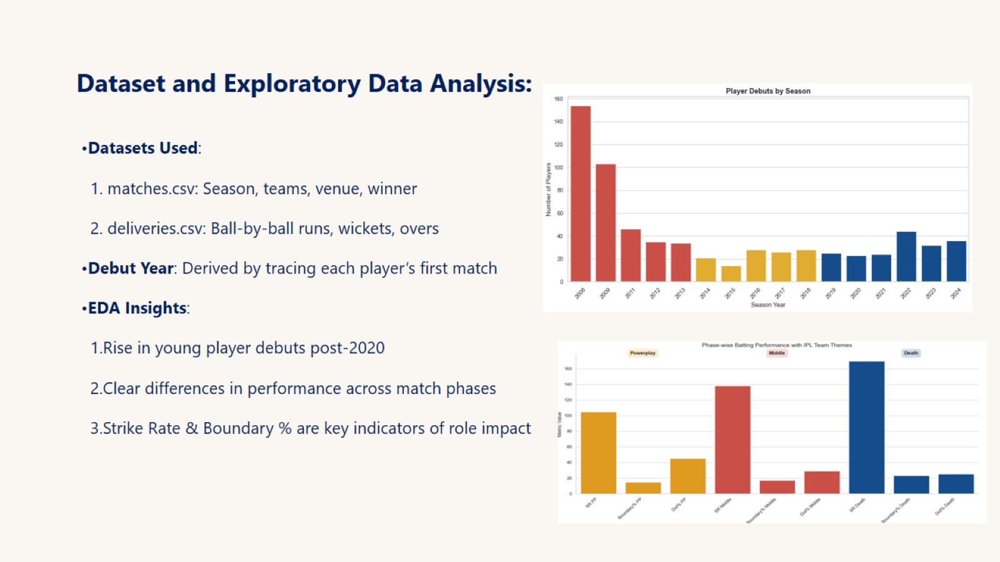 Dataset and Exploratory Data Analysis:
•Datasets Used:
1. matches.csv: Season, teams, venue, winner
2. deliveries.csv: Ball-by-ball runs, wickets, overs
•Debut Year: Derived by tracing each player’s first match
•EDA Insights:
1.Rise in young player debuts post-2020
2.Clear differences in performance across match phases
3.Strike Rate & Boundary % are key indicators of role impact
Player Debuts by Season
Number of Players
160
140
120
100
80
60
40
20
0
2008 2009 2011 2012 2013 2014 2015 2016 2017 2018 2019 2020 2021 2022 2023 2024
Season Year
Phase-wise Batting Performance with IPL Team Themes
Powerplay Middle Death
Metric Value
160
140
120
100
80
60
40
20
0
SR PP Boundary% PP Dot% PP SR Middle Boundary% Middle Dot% Middle SR Death Boundary% Death Dot% Death